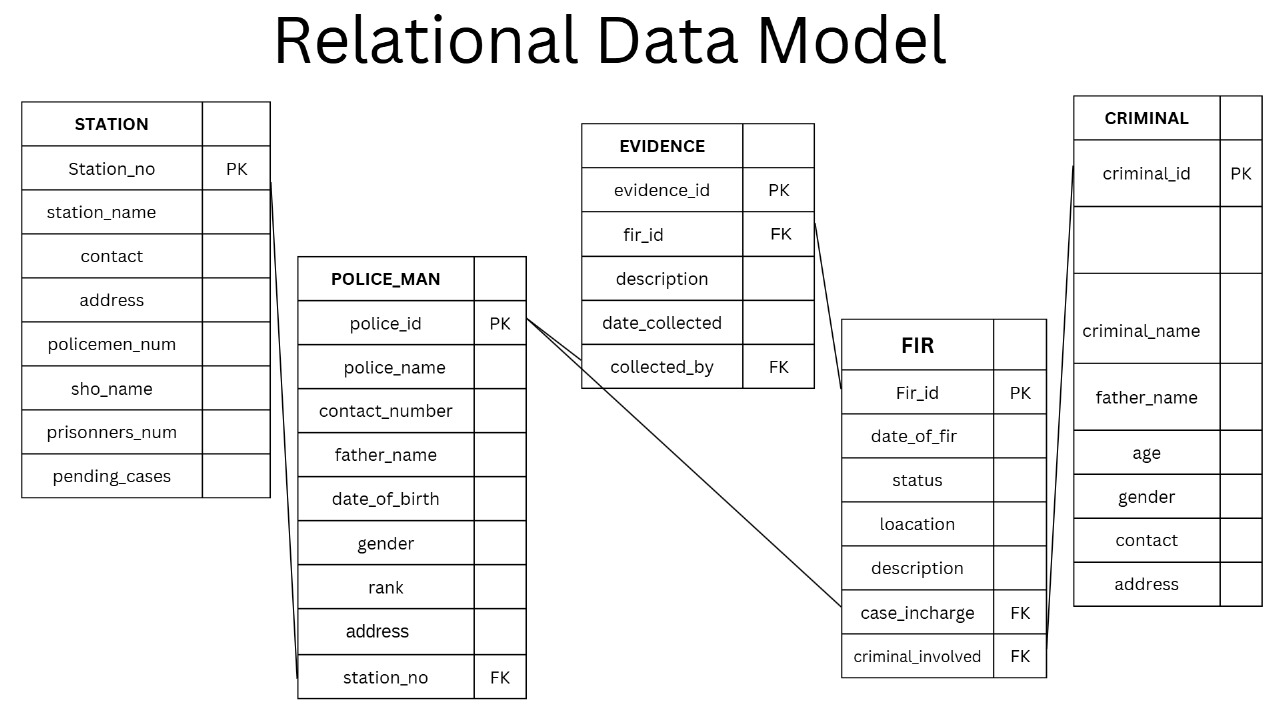 Relational Data Model
STATION
Station_no PK
station_name
contact
address
policemen_num
sho_name
prisonners_num
pending_cases
POLICE_MAN
police_id PK
police_name
contact_number
father_name
date_of_birth
gender
rank
address
station_no FK
EVIDENCE
evidence_id PK
fir_id FK
description
date_collected
collected_by FK
FIR
Fir_id PK
date_of_fir
status
loacation
description
case_incharge FK
criminal_involved FK
CRIMINAL
criminal_id PK
criminal_name
father_name
age
gender
contact
address